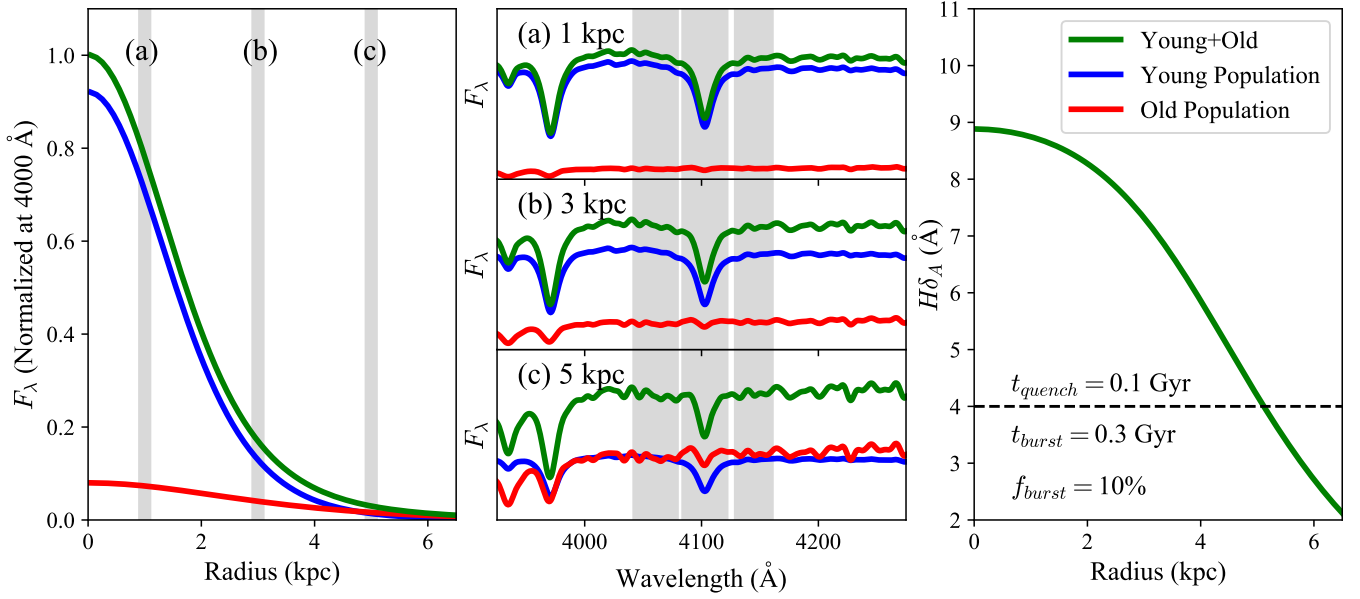 F_λ (Normalized at 4000 Å)
1.0
0.8
0.6
0.4
0.2
0.0
(a)
(b)
(c)
0
2
4
6
Radius (kpc)
(a) 1 kpc
F_λ
(b) 3 kpc
F_λ
(c) 5 kpc
F_λ
4000
4100
4200
Wavelength (Å)
Hδ_A (Å)
11
10
9
8
7
6
5
4
3
2
Young+Old
Young Population
Old Population
t_quench = 0.1 Gyr
t_burst = 0.3 Gyr
f_burst = 10%
0
2
4
6
Radius (kpc)